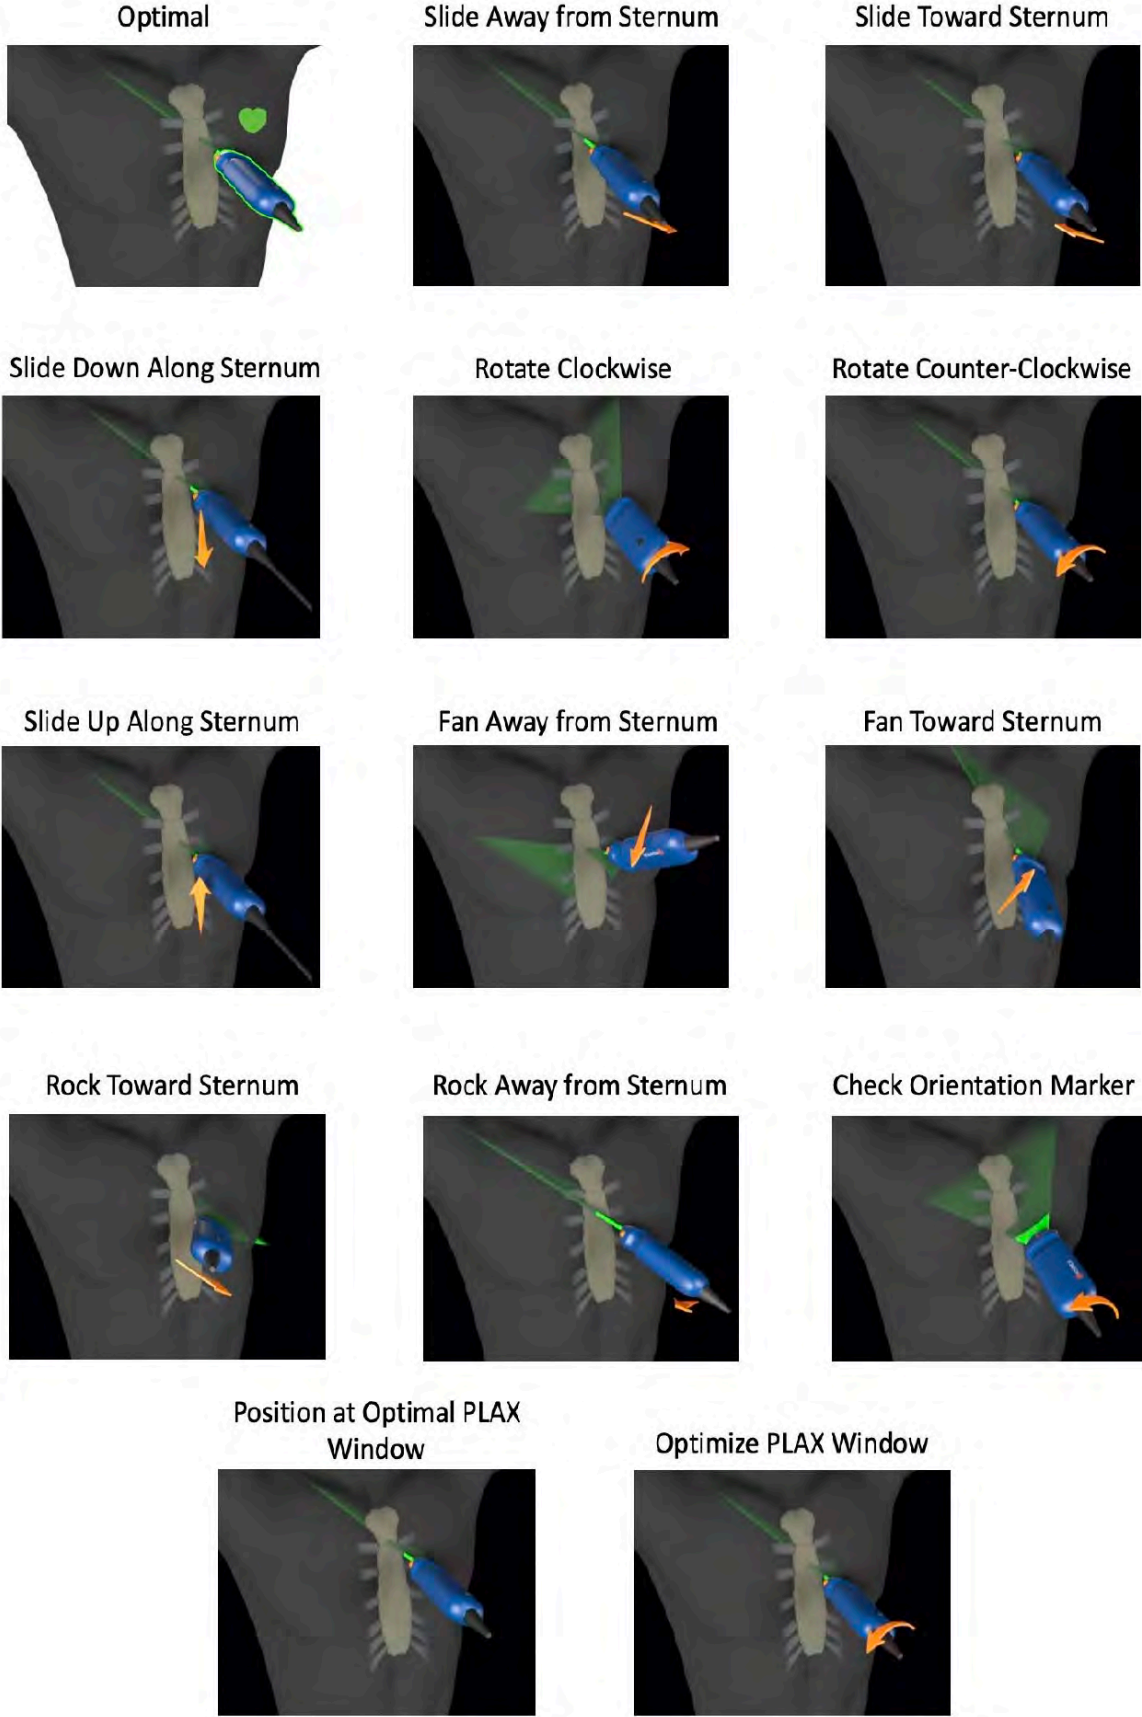 Optimal
Slide Away from Sternum
Slide Toward Sternum
Slide Down Along Sternum
Rotate Clockwise
Rotate Counter-Clockwise
Slide Up Along Sternum
Fan Away from Sternum
Fan Toward Sternum
Rock Toward Sternum
Rock Away from Sternum
Check Orientation Marker
Position at Optimal PLAX
Window
Optimize PLAX Window